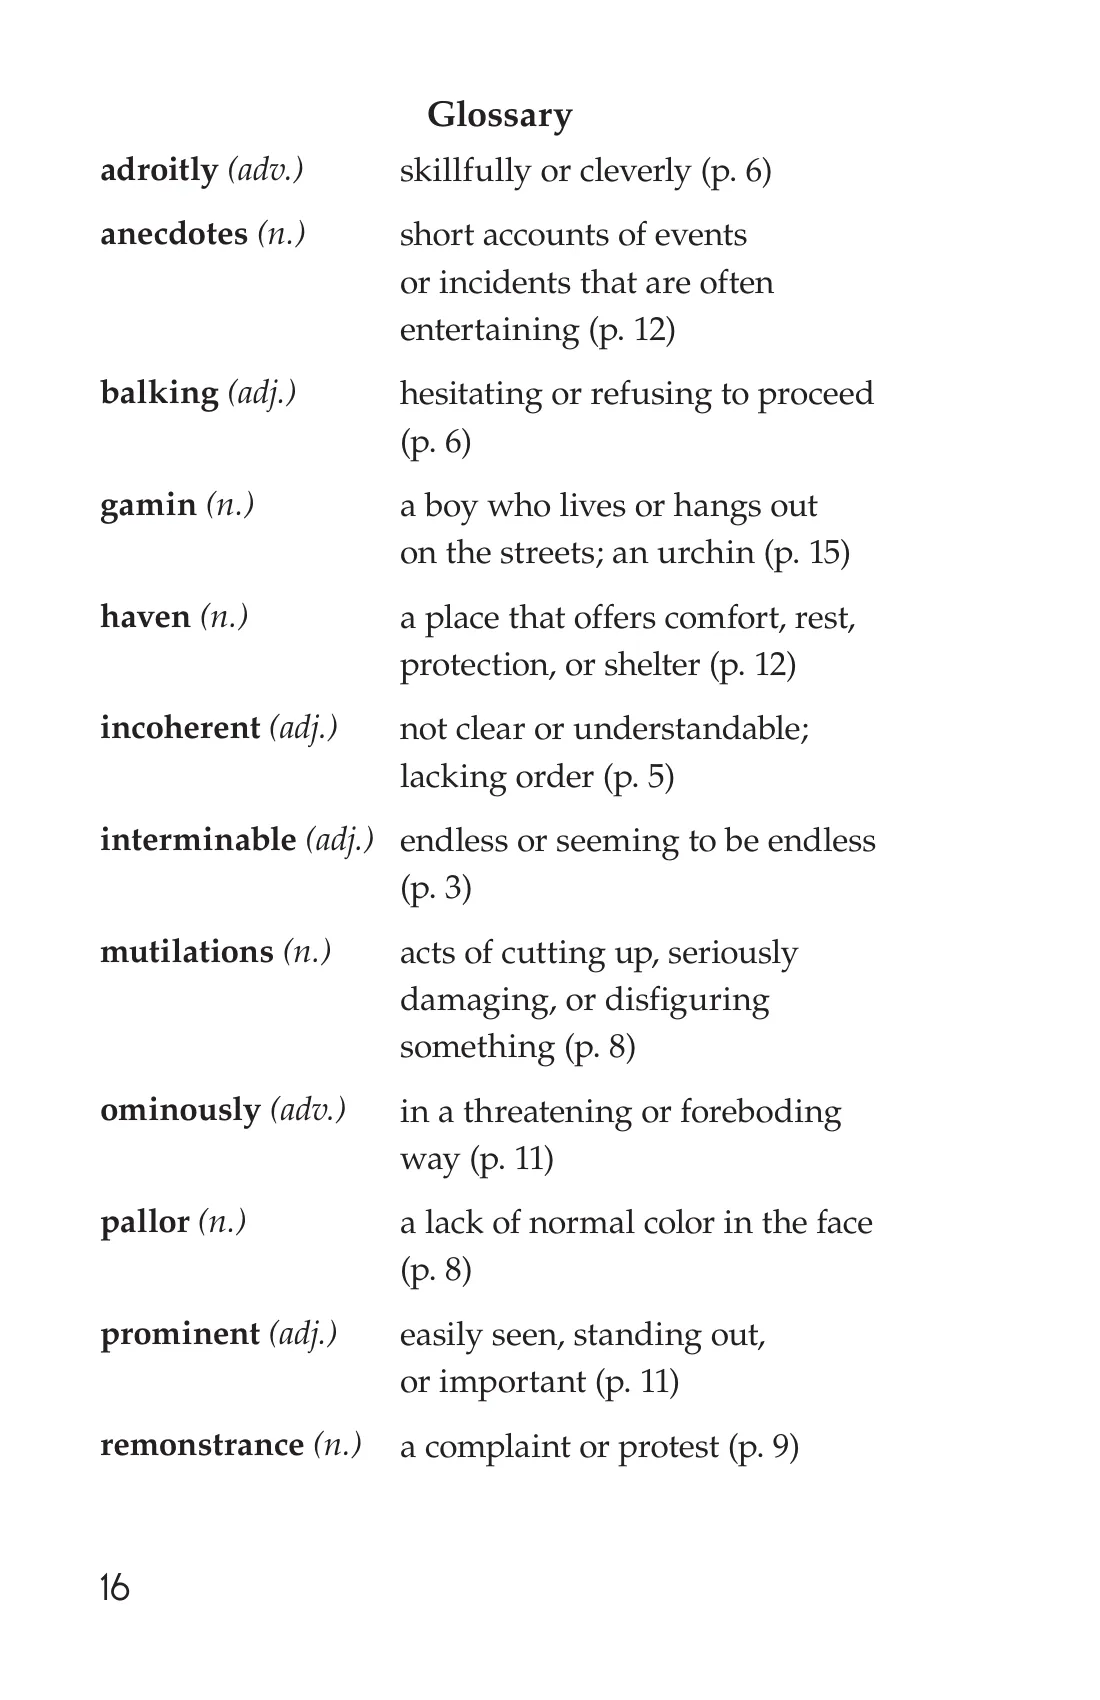 Glossary
adroitly (adv.) skillfully or cleverly (p. 6)
anecdotes (n.) short accounts of events
or incidents that are often
entertaining (p. 12)
balking (adj.) hesitating or refusing to proceed
(p. 6)
gamin (n.) a boy who lives or hangs out
on the streets; an urchin (p. 15)
haven (n.) a place that offers comfort, rest,
protection, or shelter (p. 12)
incoherent (adj.) not clear or understandable;
lacking order (p. 5)
interminable (adj.) endless or seeming to be endless
(p. 3)
mutilations (n.) acts of cutting up, seriously
damaging, or disfiguring
something (p. 8)
ominously (adv.) in a threatening or foreboding
way (p. 11)
pallor (n.) a lack of normal color in the face
(p. 8)
prominent (adj.) easily seen, standing out,
or important (p. 11)
remonstrance (n.) a complaint or protest (p. 9)
16